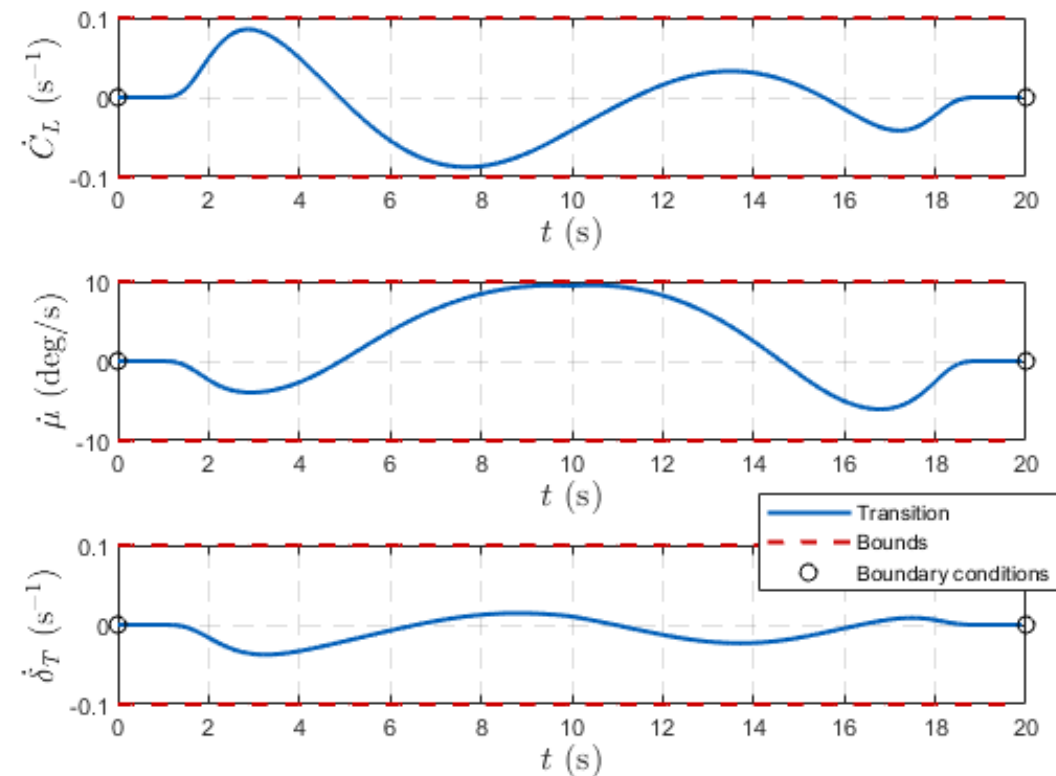 0.1
0
-0.1
Ċ_L (s⁻¹)
0 2 4 6 8 10 12 14 16 18 20
t (s)
10
0
-10
μ̇ (deg/s)
0 2 4 6 8 10 12 14 16 18 20
t (s)
Transition
Bounds
Boundary conditions
0.1
0
-0.1
δ̇_T (s⁻¹)
0 2 4 6 8 10 12 14 16 18 20
t (s)